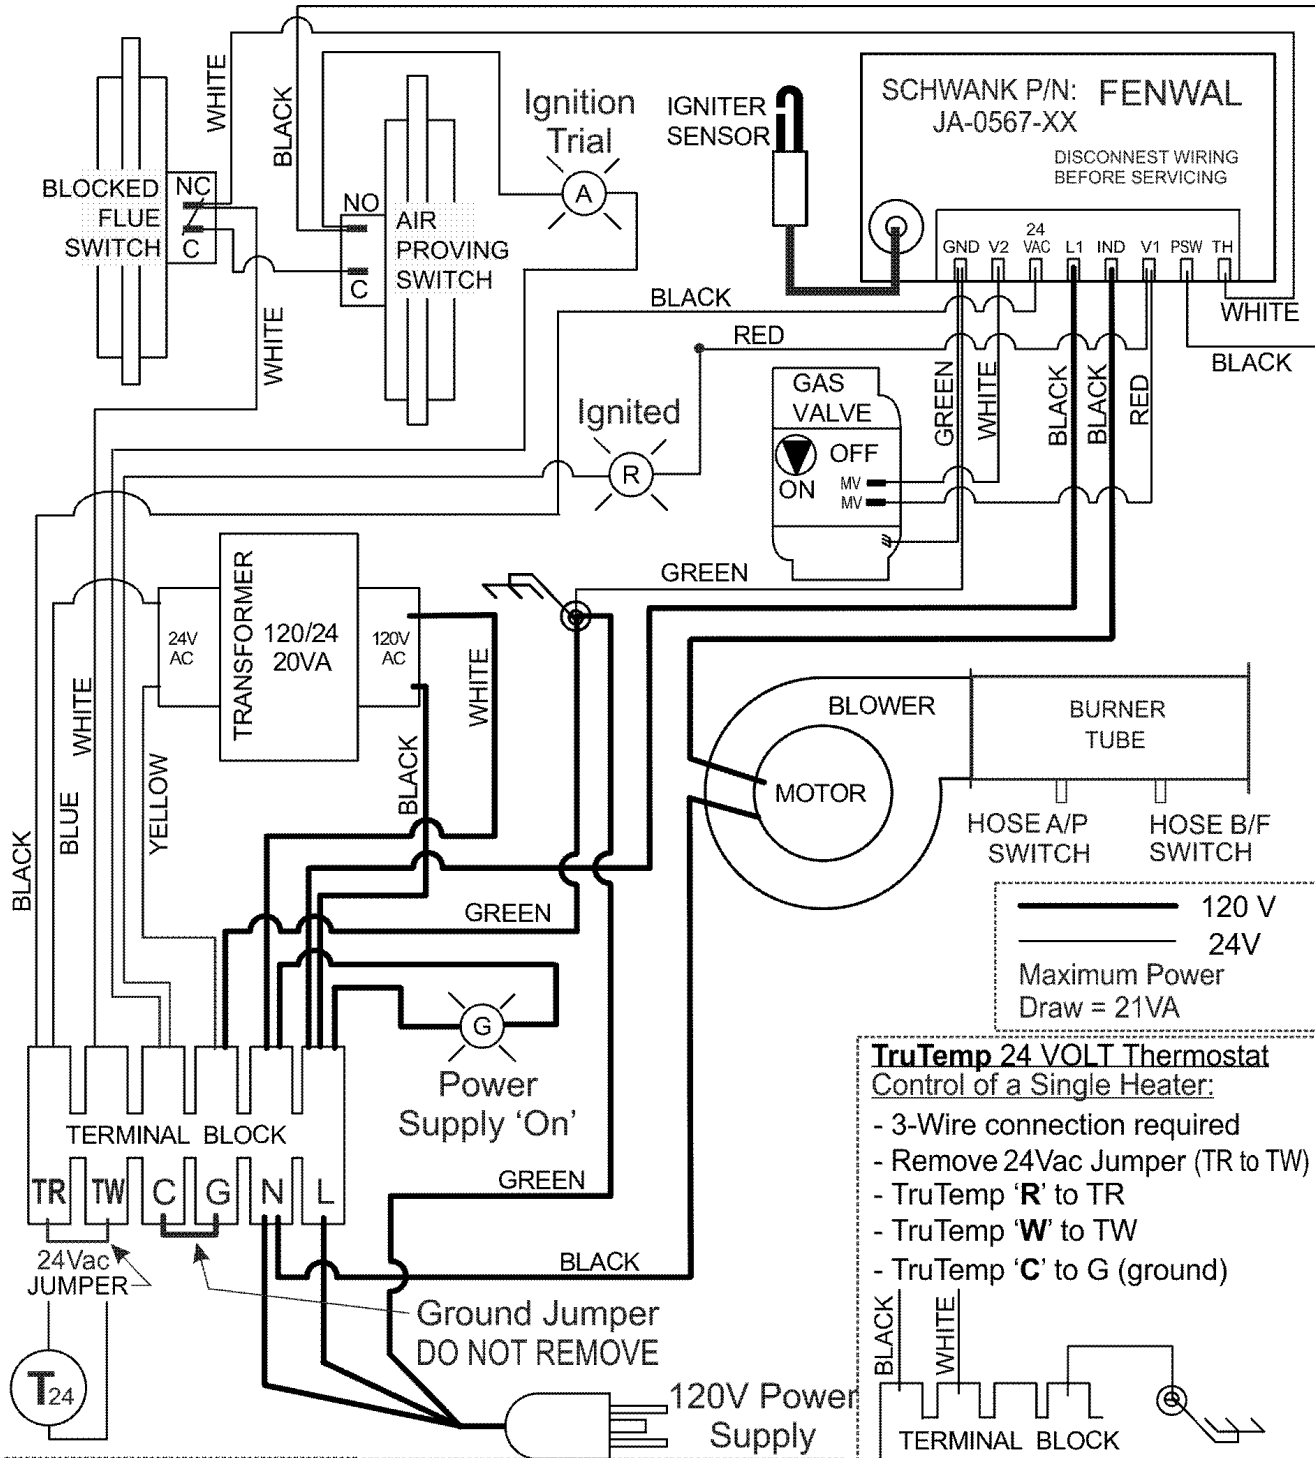 WHITE
BLACK
BLOCKED
FLUE
SWITCH
NC
C
NO
C
AIR
PROVING
SWITCH
Ignition
Trial
A
IGNITER
SENSOR
SCHWANK P/N: FENWAL
JA-0567-XX
DISCONNEST WIRING
BEFORE SERVICING
GND V2 24 VAC L1 IND V1 PSW TH
WHITE
BLACK
WHITE
BLACK
RED
GREEN
WHITE
BLACK
BLACK
RED
GAS
VALVE
OFF
ON
MV
MV
Ignited
R
GREEN
TRANSFORMER
24V
AC
120/24
20VA
120V
AC
WHITE
BLACK
WHITE
YELLOW
BLUE
BLACK
BLOWER
MOTOR
BURNER
TUBE
HOSE A/P
SWITCH
HOSE B/F
SWITCH
GREEN
G
Power
Supply ‘On’
120 V
24V
Maximum Power
Draw = 21VA
TERMINAL BLOCK
TR TW C G N L
24Vac
JUMPER
GREEN
BLACK
Ground Jumper
DO NOT REMOVE
T24
120V Power
Supply
TruTemp 24 VOLT Thermostat
Control of a Single Heater:
- 3-Wire connection required
- Remove 24Vac Jumper (TR to TW)
- TruTemp ‘R’ to TR
- TruTemp ‘W’ to TW
- TruTemp ‘C’ to G (ground)
BLACK
WHITE
TERMINAL BLOCK